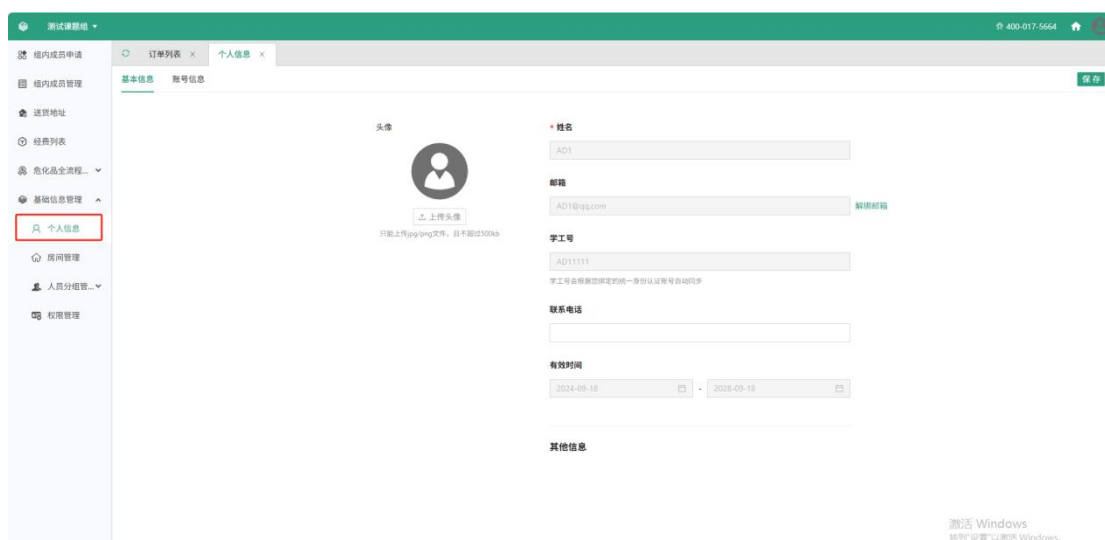 测试课题组
400-017-5664
组内成员申请
订单列表 ×
个人信息 ×
组内成员管理
基本信息
账号信息
保存
送货地址
经费列表
危化品全流程...
基础信息管理
个人信息
房间管理
人员分组管...
权限管理
头像
上传头像
只能上传jpg/png文件，且不超过500kb
* 姓名
AD1
邮箱
AD1@qq.com
解绑邮箱
学工号
AD11111
学工号会根据您绑定的统一身份认证账号自动同步
联系电话
有效时间
2024-09-18 - 2028-09-18
其他信息
激活 Windows
转到"设置"以激活 Windows。